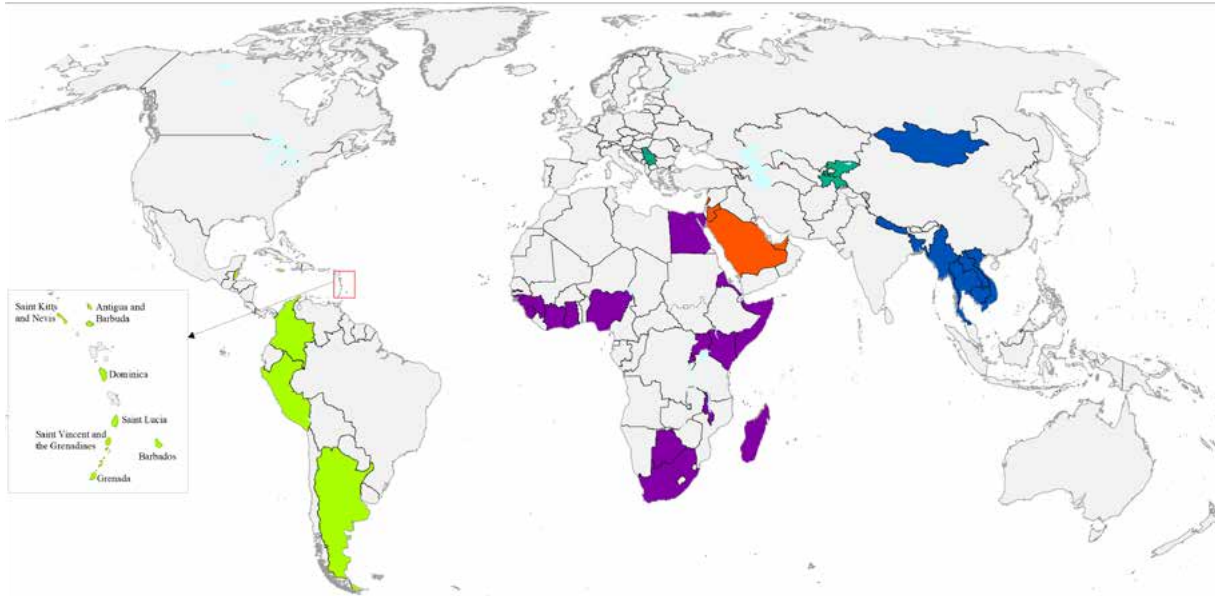 Saint Kitts
and Nevis
Antigua and
Barbuda
Dominica
Saint Lucia
Saint Vincent and
the Grenadines
Barbados
Grenada